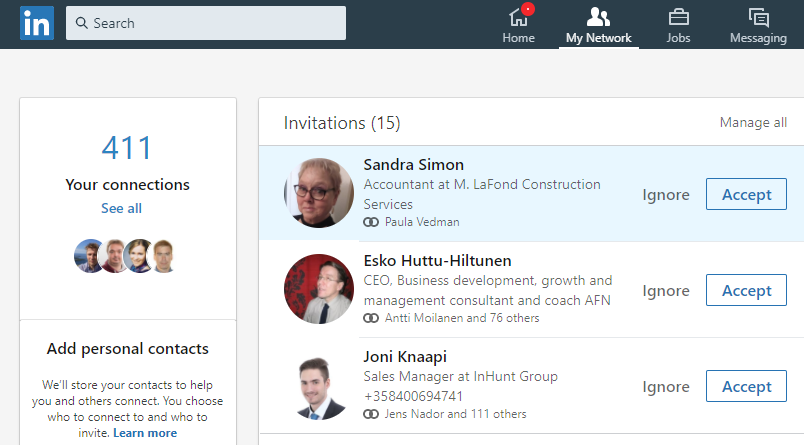 in
Search
Home
My Network
Jobs
Messaging
411
Your connections
See all
Add personal contacts
We'll store your contacts to help
you and others connect. You choose
who to connect to and who to
invite. Learn more
Invitations (15)
Manage all
Sandra Simon
Accountant at M. LaFond Construction
Services
Paula Vedman
Ignore
Accept
Esko Huttu-Hiltunen
CEO, Business development, growth and
management consultant and coach AFN
Antti Moilanen and 76 others
Ignore
Accept
Joni Knaapi
Sales Manager at InHunt Group
+358400694741
Jens Nador and 111 others
Ignore
Accept